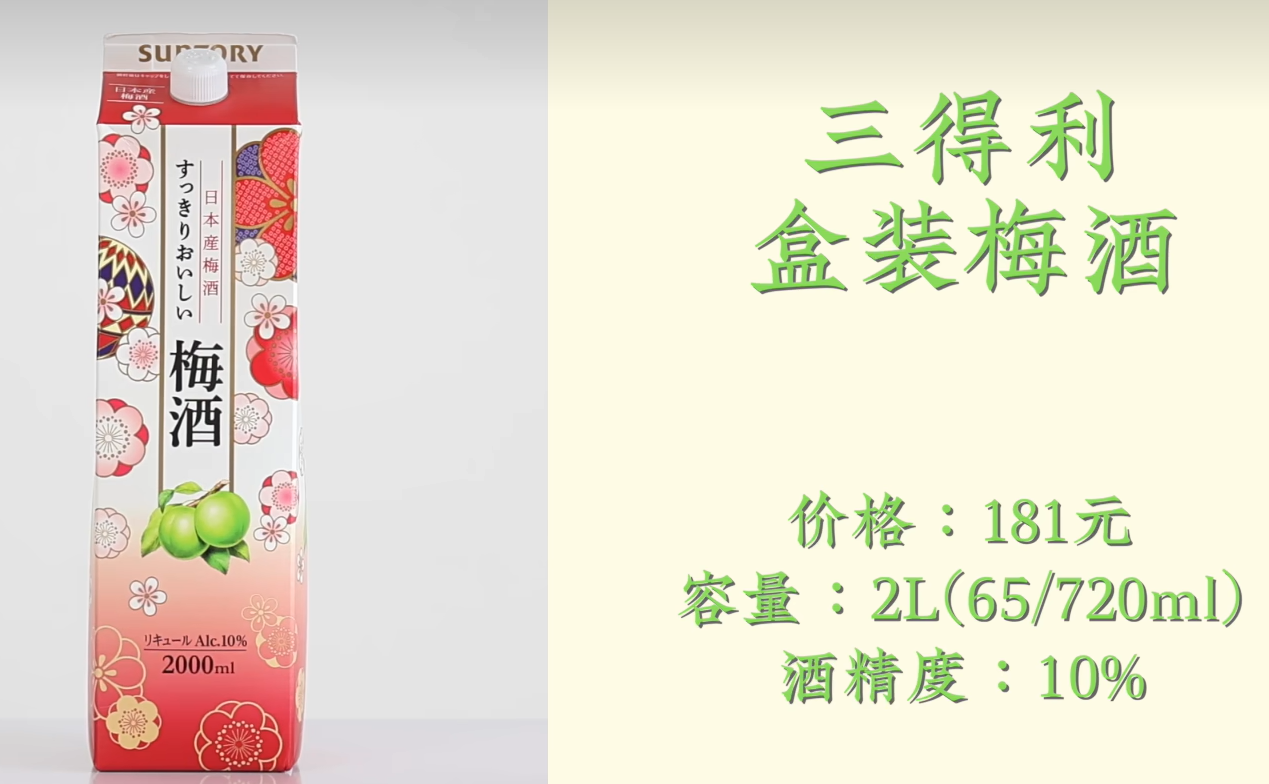 SUNTORY
日本産
梅酒
日本産梅酒
すっきりおいしい
梅酒
リキュール Alc.10%
2000ml
三得利
盒装梅酒
价格：181元
容量：2L(65/720ml)
酒精度：10%